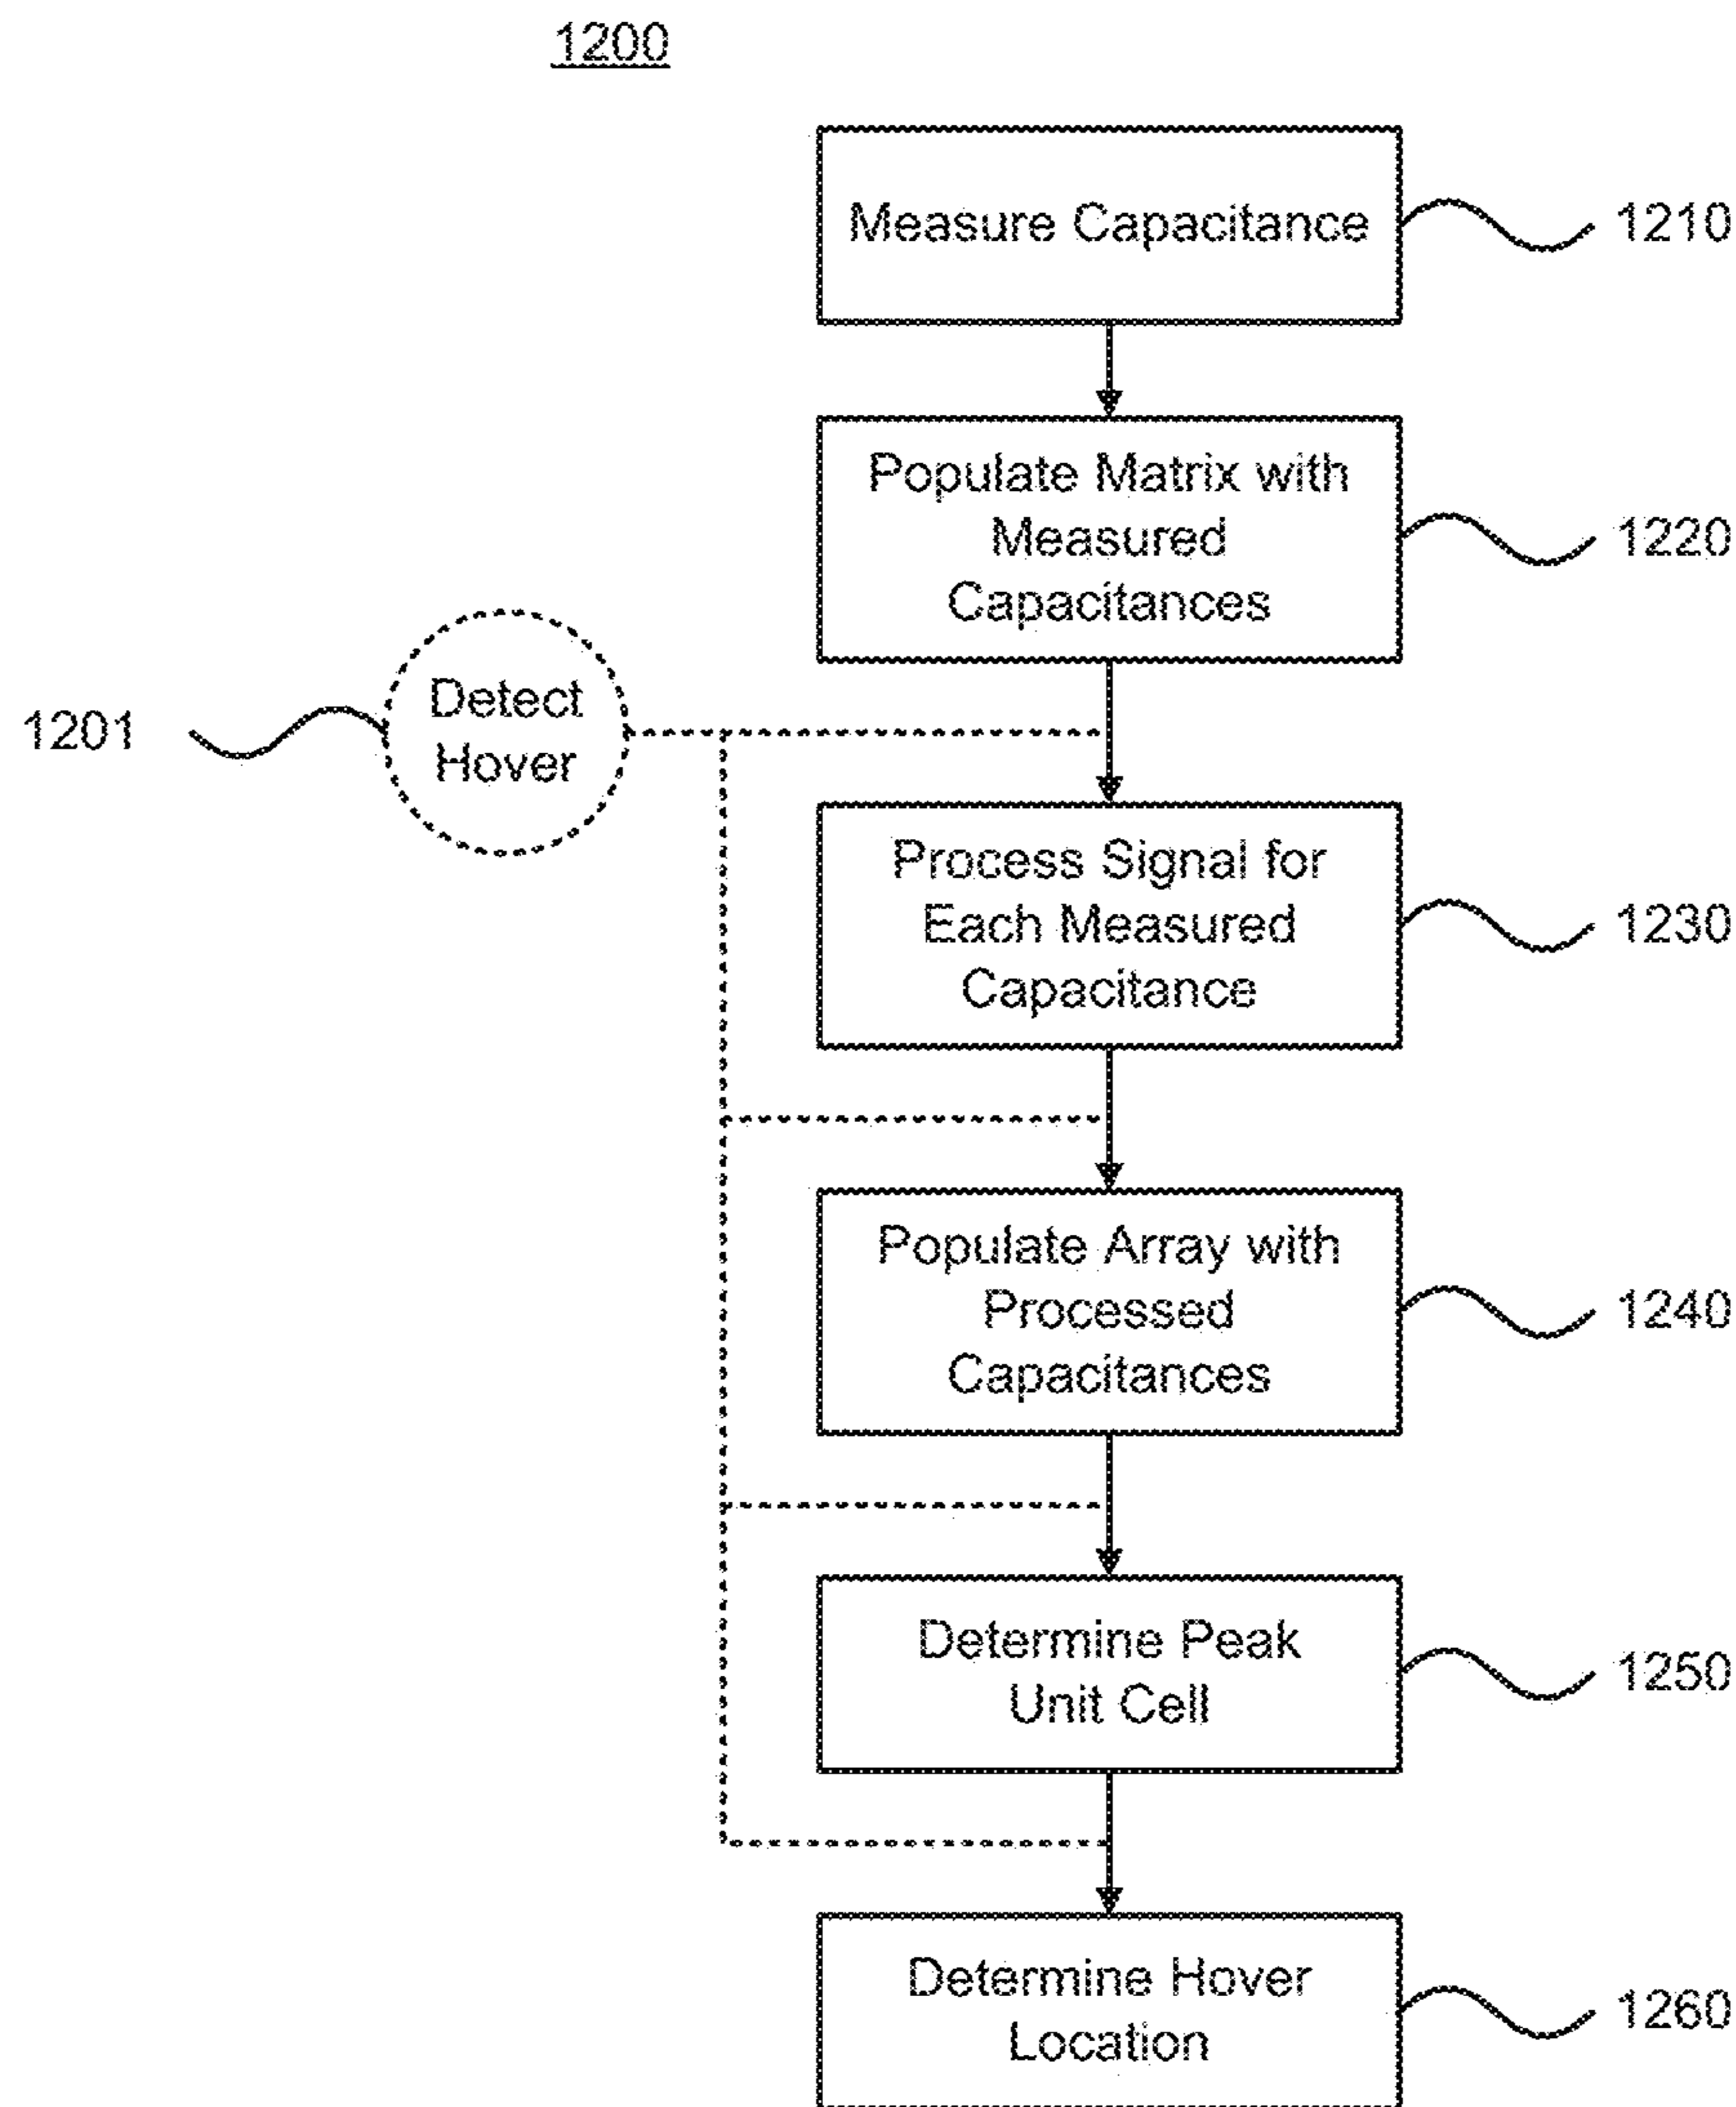 1200
Measure Capacitance
1210
Populate Matrix with
Measured
Capacitances
1220
1201
Detect
Hover
Process Signal for
Each Measured
Capacitance
1230
Populate Array with
Processed
Capacitances
1240
Determine Peak
Unit Cell
1250
Determine Hover
Location
1260